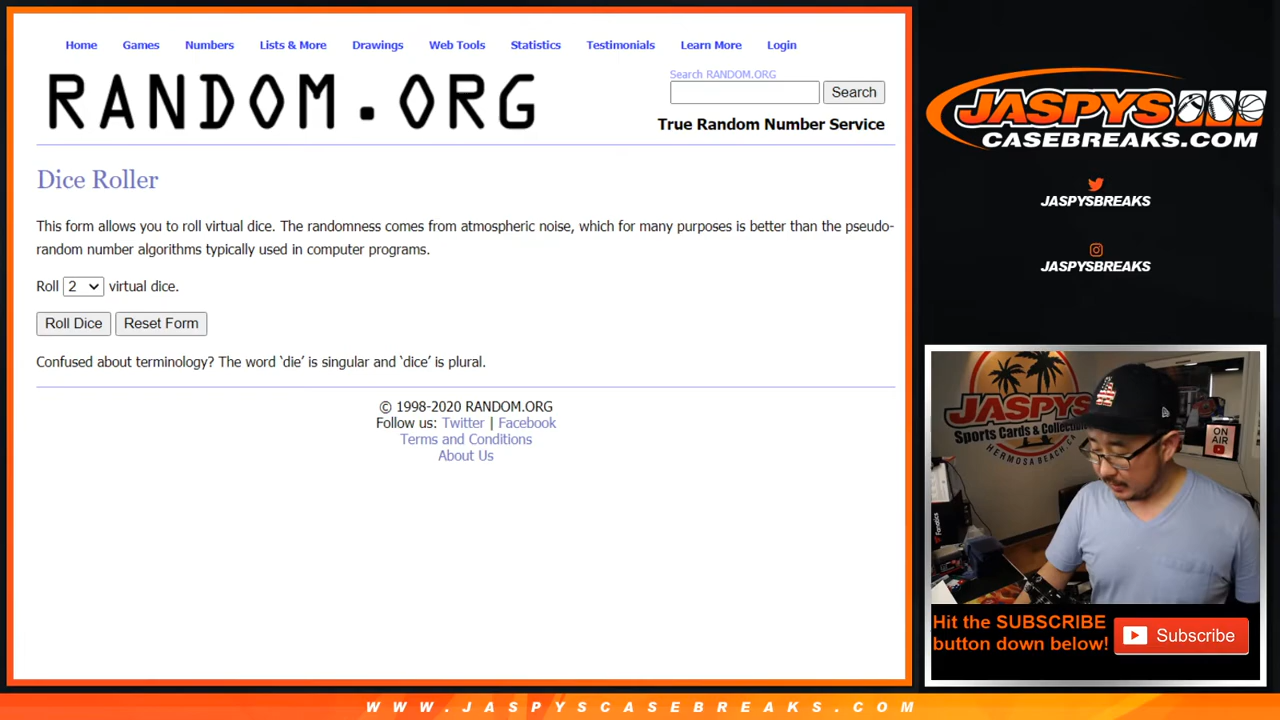 Home Games Numbers Lists & More Drawings Web Tools Statistics Testimonials Learn More Login
RANDOM.ORG
Search RANDOM.ORG
Search
True Random Number Service
Dice Roller
This form allows you to roll virtual dice. The randomness comes from atmospheric noise, which for many purposes is better than the pseudo-
random number algorithms typically used in computer programs.
Roll 2 virtual dice.
Roll Dice Reset Form
Confused about terminology? The word ‘die’ is singular and ‘dice’ is plural.
© 1998-2020 RANDOM.ORG
Follow us: Twitter | Facebook
Terms and Conditions
About Us
JASPYS
CASEBREAKS.COM
JASPYSBREAKS
JASPYSBREAKS
JASPYS
Sports Cards & Collectib
HERMOSA BEACH, CA
ON
AIR
Fanatics
Hit the SUBSCRIBE
button down below!
Subscribe
WWW.JASPYSCASEBREAKS.COM